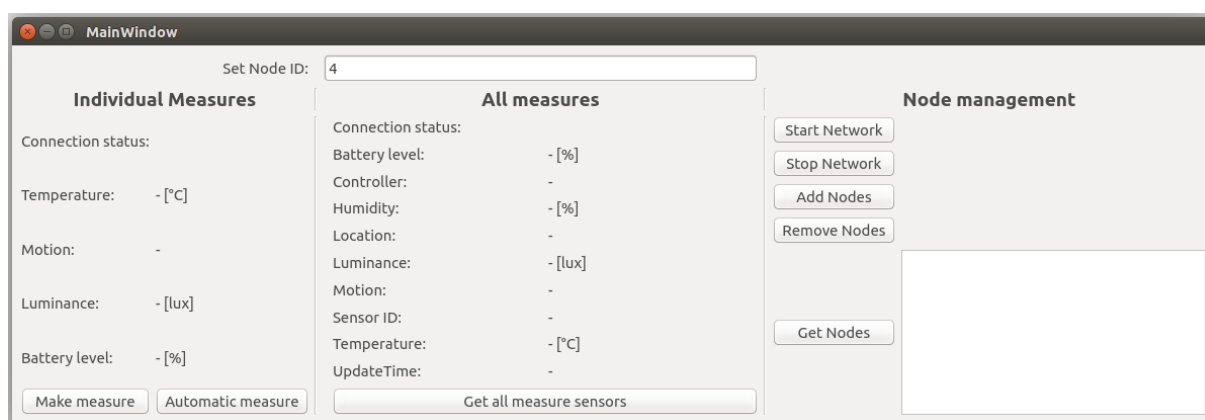 MainWindow
Set Node ID: 4
Individual Measures
Connection status:
Temperature: - [°C]
Motion: -
Luminance: - [lux]
Battery level: - [%]
Make measure Automatic measure
All measures
Connection status:
Battery level: - [%]
Controller: -
Humidity: - [%]
Location: -
Luminance: - [lux]
Motion: -
Sensor ID: -
Temperature: - [°C]
UpdateTime: -
Get all measure sensors
Node management
Start Network
Stop Network
Add Nodes
Remove Nodes
Get Nodes